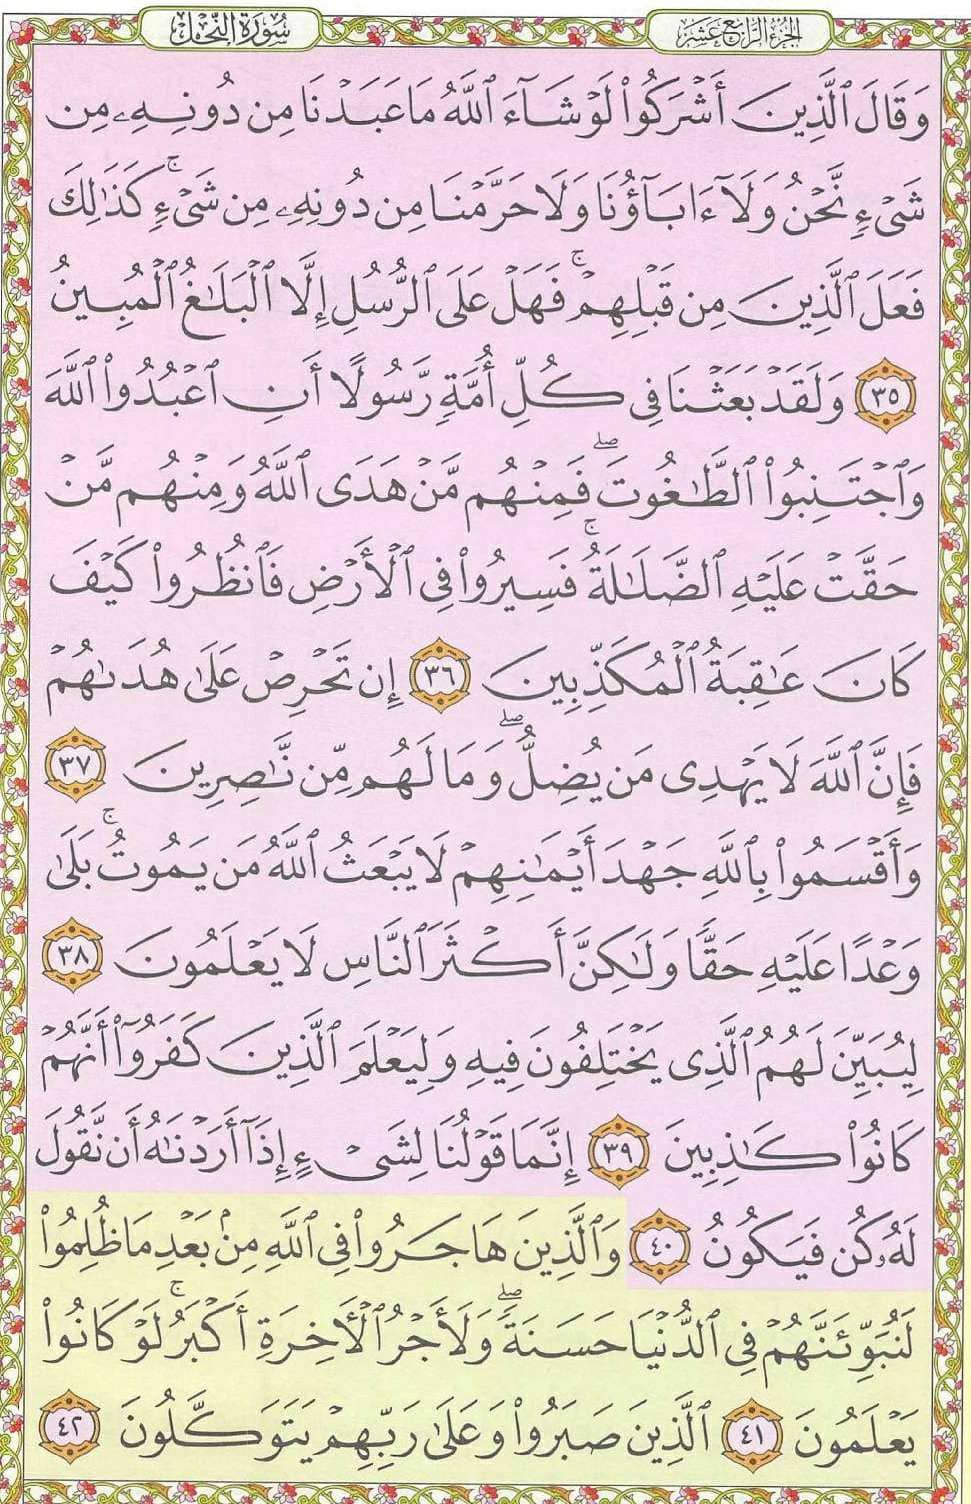 الجزء الرابع عشر
سورة النحل
وَقَالَ ٱلَّذِينَ أَشْرَكُوا۟ لَوْ شَآءَ ٱللَّهُ مَا عَبَدْنَا مِن دُونِهِۦ مِن
شَىْءٍ نَّحْنُ وَلَآ ءَابَآؤُنَا وَلَا حَرَّمْنَا مِن دُونِهِۦ مِن شَىْءٍ ۚ كَذَٰلِكَ
فَعَلَ ٱلَّذِينَ مِن قَبْلِهِمْ ۚ فَهَلْ عَلَى ٱلرُّسُلِ إِلَّا ٱلْبَلَٰغُ ٱلْمُبِينُ
٣٥ وَلَقَدْ بَعَثْنَا فِى كُلِّ أُمَّةٍ رَّسُولًا أَنِ ٱعْبُدُوا۟ ٱللَّهَ
وَٱجْتَنِبُوا۟ ٱلطَّٰغُوتَ ۖ فَمِنْهُم مَّنْ هَدَى ٱللَّهُ وَمِنْهُم مَّنْ
حَقَّتْ عَلَيْهِ ٱلضَّلَٰلَةُ ۚ فَسِيرُوا۟ فِى ٱلْأَرْضِ فَٱنظُرُوا۟ كَيْفَ
كَانَ عَٰقِبَةُ ٱلْمُكَذِّبِينَ ٣٦ إِن تَحْرِصْ عَلَىٰ هُدَىٰهُمْ
فَإِنَّ ٱللَّهَ لَا يَهْدِى مَن يُضِلُّ ۖ وَمَا لَهُم مِّن نَّٰصِرِينَ ٣٧
وَأَقْسَمُوا۟ بِٱللَّهِ جَهْدَ أَيْمَٰنِهِمْ لَا يَبْعَثُ ٱللَّهُ مَن يَمُوتُ ۚ بَلَىٰ
وَعْدًا عَلَيْهِ حَقًّا وَلَٰكِنَّ أَكْثَرَ ٱلنَّاسِ لَا يَعْلَمُونَ ٣٨
لِيُبَيِّنَ لَهُمُ ٱلَّذِى يَخْتَلِفُونَ فِيهِ وَلِيَعْلَمَ ٱلَّذِينَ كَفَرُوٓا۟ أَنَّهُمْ
كَانُوا۟ كَٰذِبِينَ ٣٩ إِنَّمَا قَوْلُنَا لِشَىْءٍ إِذَآ أَرَدْنَٰهُ أَن نَّقُولَ
لَهُۥ كُن فَيَكُونُ ٤٠ وَٱلَّذِينَ هَاجَرُوا۟ فِى ٱللَّهِ مِنۢ بَعْدِ مَا ظُلِمُوا۟
لَنُبَوِّئَنَّهُمْ فِى ٱلدُّنْيَا حَسَنَةً ۖ وَلَأَجْرُ ٱلْأَخِرَةِ أَكْبَرُ ۚ لَوْ كَانُوا۟
يَعْلَمُونَ ٤١ ٱلَّذِينَ صَبَرُوا۟ وَعَلَىٰ رَبِّهِمْ يَتَوَكَّلُونَ ٤٢